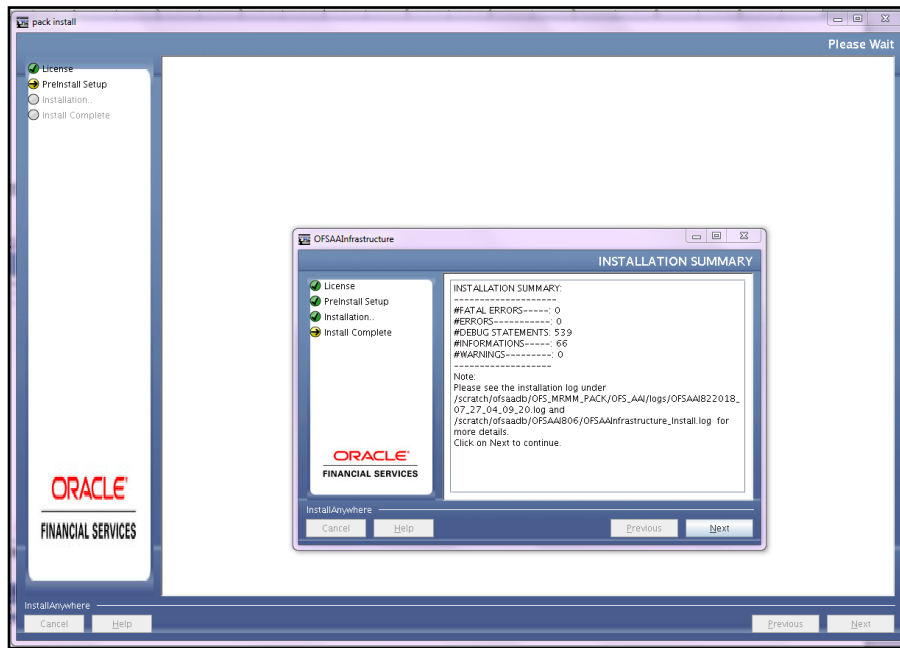 pack install
Please Wait
License
PreInstall Setup
Installation..
Install Complete
OFSAAInfrastructure
INSTALLATION SUMMARY
License
PreInstall Setup
Installation..
Install Complete
INSTALLATION SUMMARY:
--------------------
#FATAL ERRORS-----: 0
#ERRORS-----------: 0
#DEBUG STATEMENTS: 539
#INFORMATIONS-----: 66
#WARNINGS---------: 0
-------------------
Note:
Please see the installation log under
/scratch/ofsaadb/OFS_MRMM_PACK/OFS_AAI/logs/OFSAAI822018_
07_27_04_09_20.log and
/scratch/ofsaadb/OFSAAI806/OFSAAInfrastructure_Install.log for
more details.
Click on Next to continue.
ORACLE
FINANCIAL SERVICES
InstallAnywhere
Cancel Help Previous Next
ORACLE
FINANCIAL SERVICES
InstallAnywhere
Cancel Help Previous Next